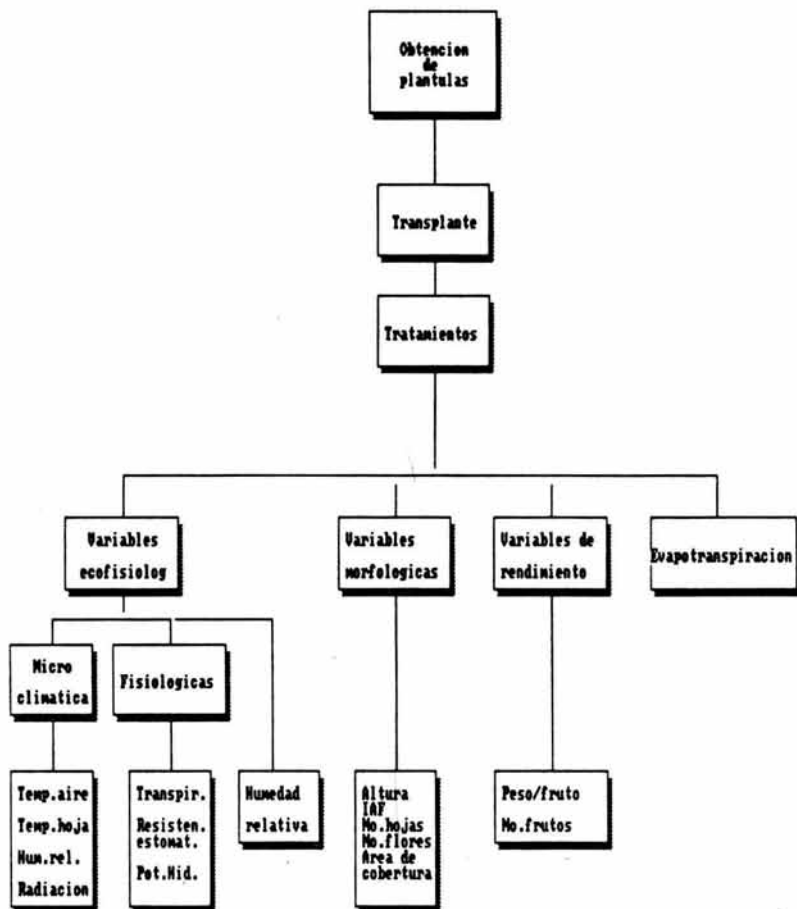 Obtencion
de
plantulas
Transplante
Tratamientos
Variables
ecofisiolog
Variables
morfologicas
Variables de
rendimiento
Evapotranspiracion
Micro
climatica
Fisiologicas
Temp.aire
Temp.hoja
Hum.rel.
Radiacion
Transpir.
Resisten.
estomat.
Pot.Hid.
Humedad
relativa
Altura
IAF
No.hojas
No.flores
Area de
cobertura
Peso/fruto
No.frutos